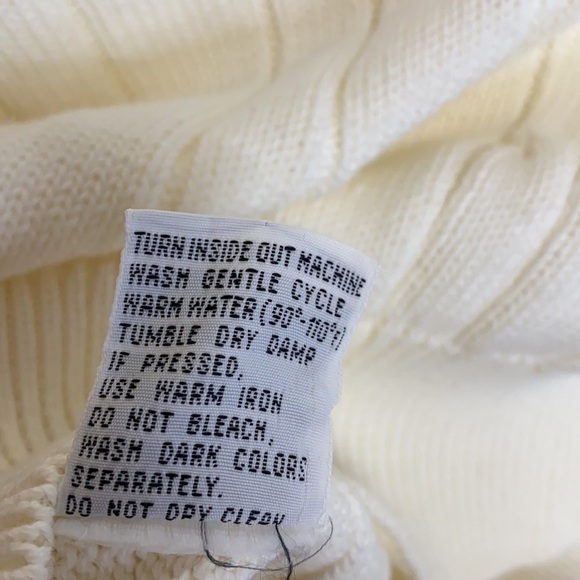 TURN INSIDE OUT MACHINE
WASH GENTLE CYCLE
WARM WATER (90°-110°F)
TUMBLE DRY DAMP
IF PRESSED,
USE WARM IRON
DO NOT BLEACH,
WASH DARK COLORS
SEPARATELY.
DO NOT DRY CLEAN